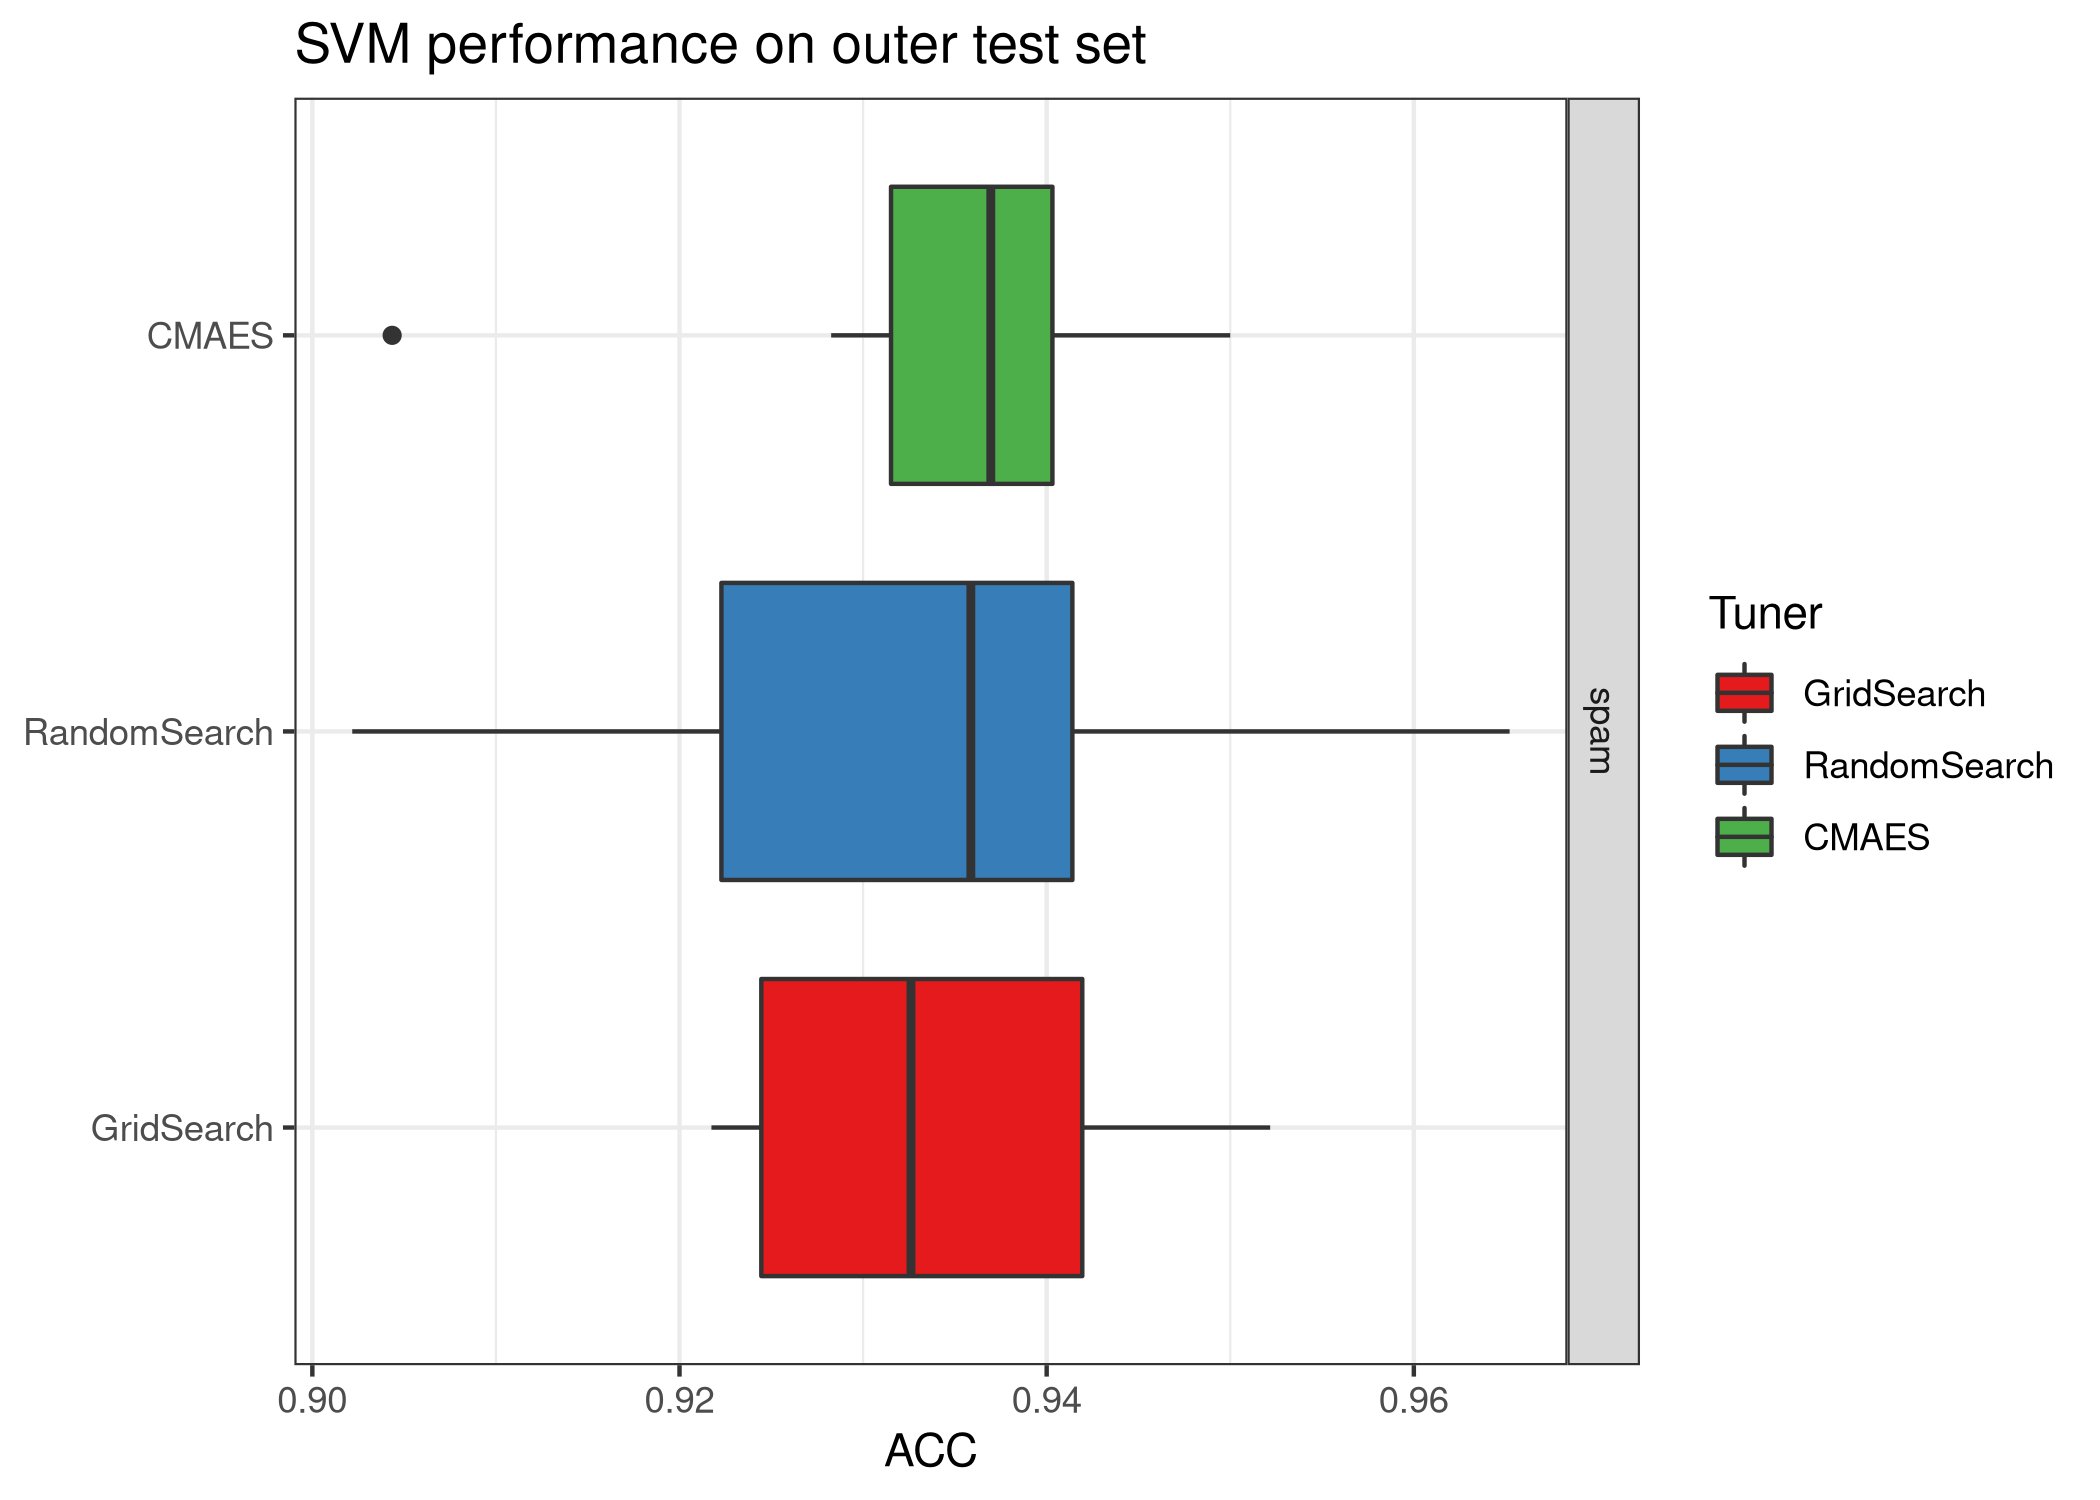 SVM performance on outer test set
CMAES
RandomSearch
GridSearch
spam
0.90
0.92
0.94
0.96
ACC
Tuner
GridSearch
RandomSearch
CMAES